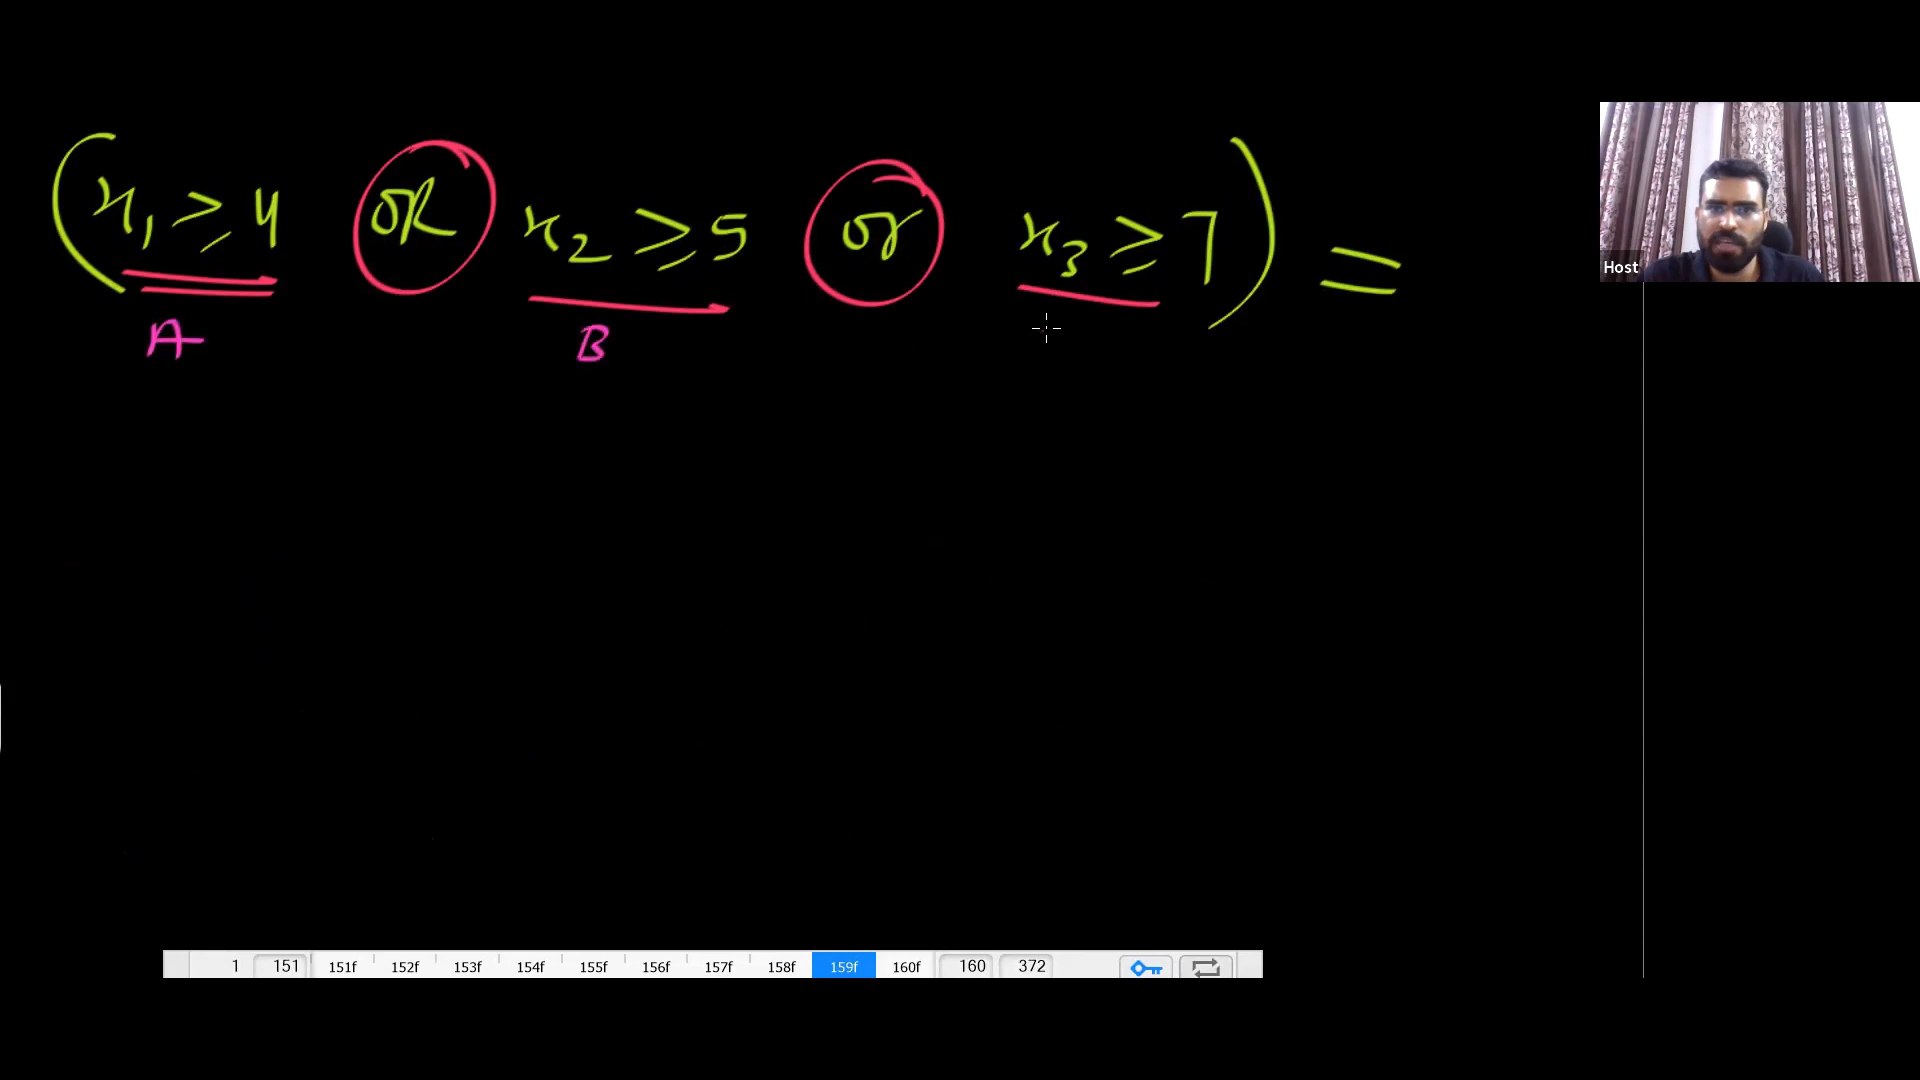 (x₁ ≥ 4 OR x₂ ≥ 5 or x₃ ≥ 7) =
A B
Host
1 151 151f 152f 153f 154f 155f 156f 157f 158f 159f 160f 160 372